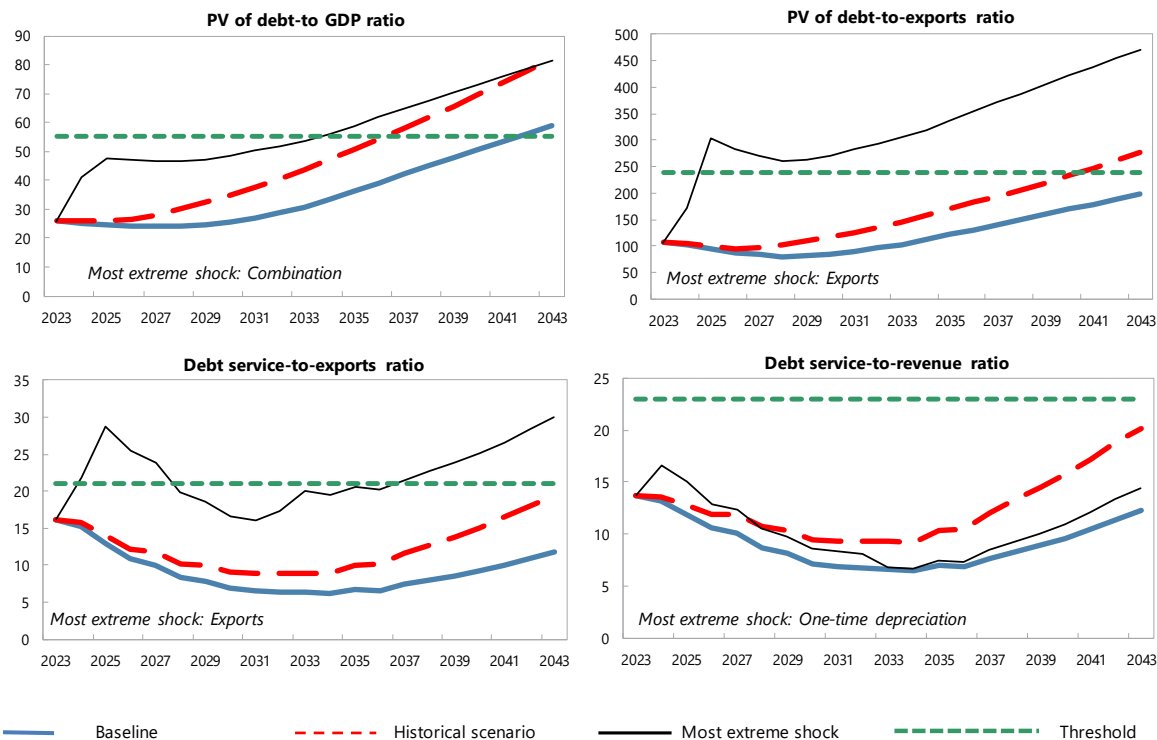 PV of debt-to GDP ratio
90
80
70
60
50
40
30
20
10
0
Most extreme shock: Combination
2023 2025 2027 2029 2031 2033 2035 2037 2039 2041 2043
PV of debt-to-exports ratio
500
450
400
350
300
250
200
150
100
50
0
Most extreme shock: Exports
2023 2025 2027 2029 2031 2033 2035 2037 2039 2041 2043
Debt service-to-exports ratio
35
30
25
20
15
10
5
0
Most extreme shock: Exports
2023 2025 2027 2029 2031 2033 2035 2037 2039 2041 2043
Debt service-to-revenue ratio
25
20
15
10
5
0
Most extreme shock: One-time depreciation
2023 2025 2027 2029 2031 2033 2035 2037 2039 2041 2043
Baseline Historical scenario Most extreme shock Threshold